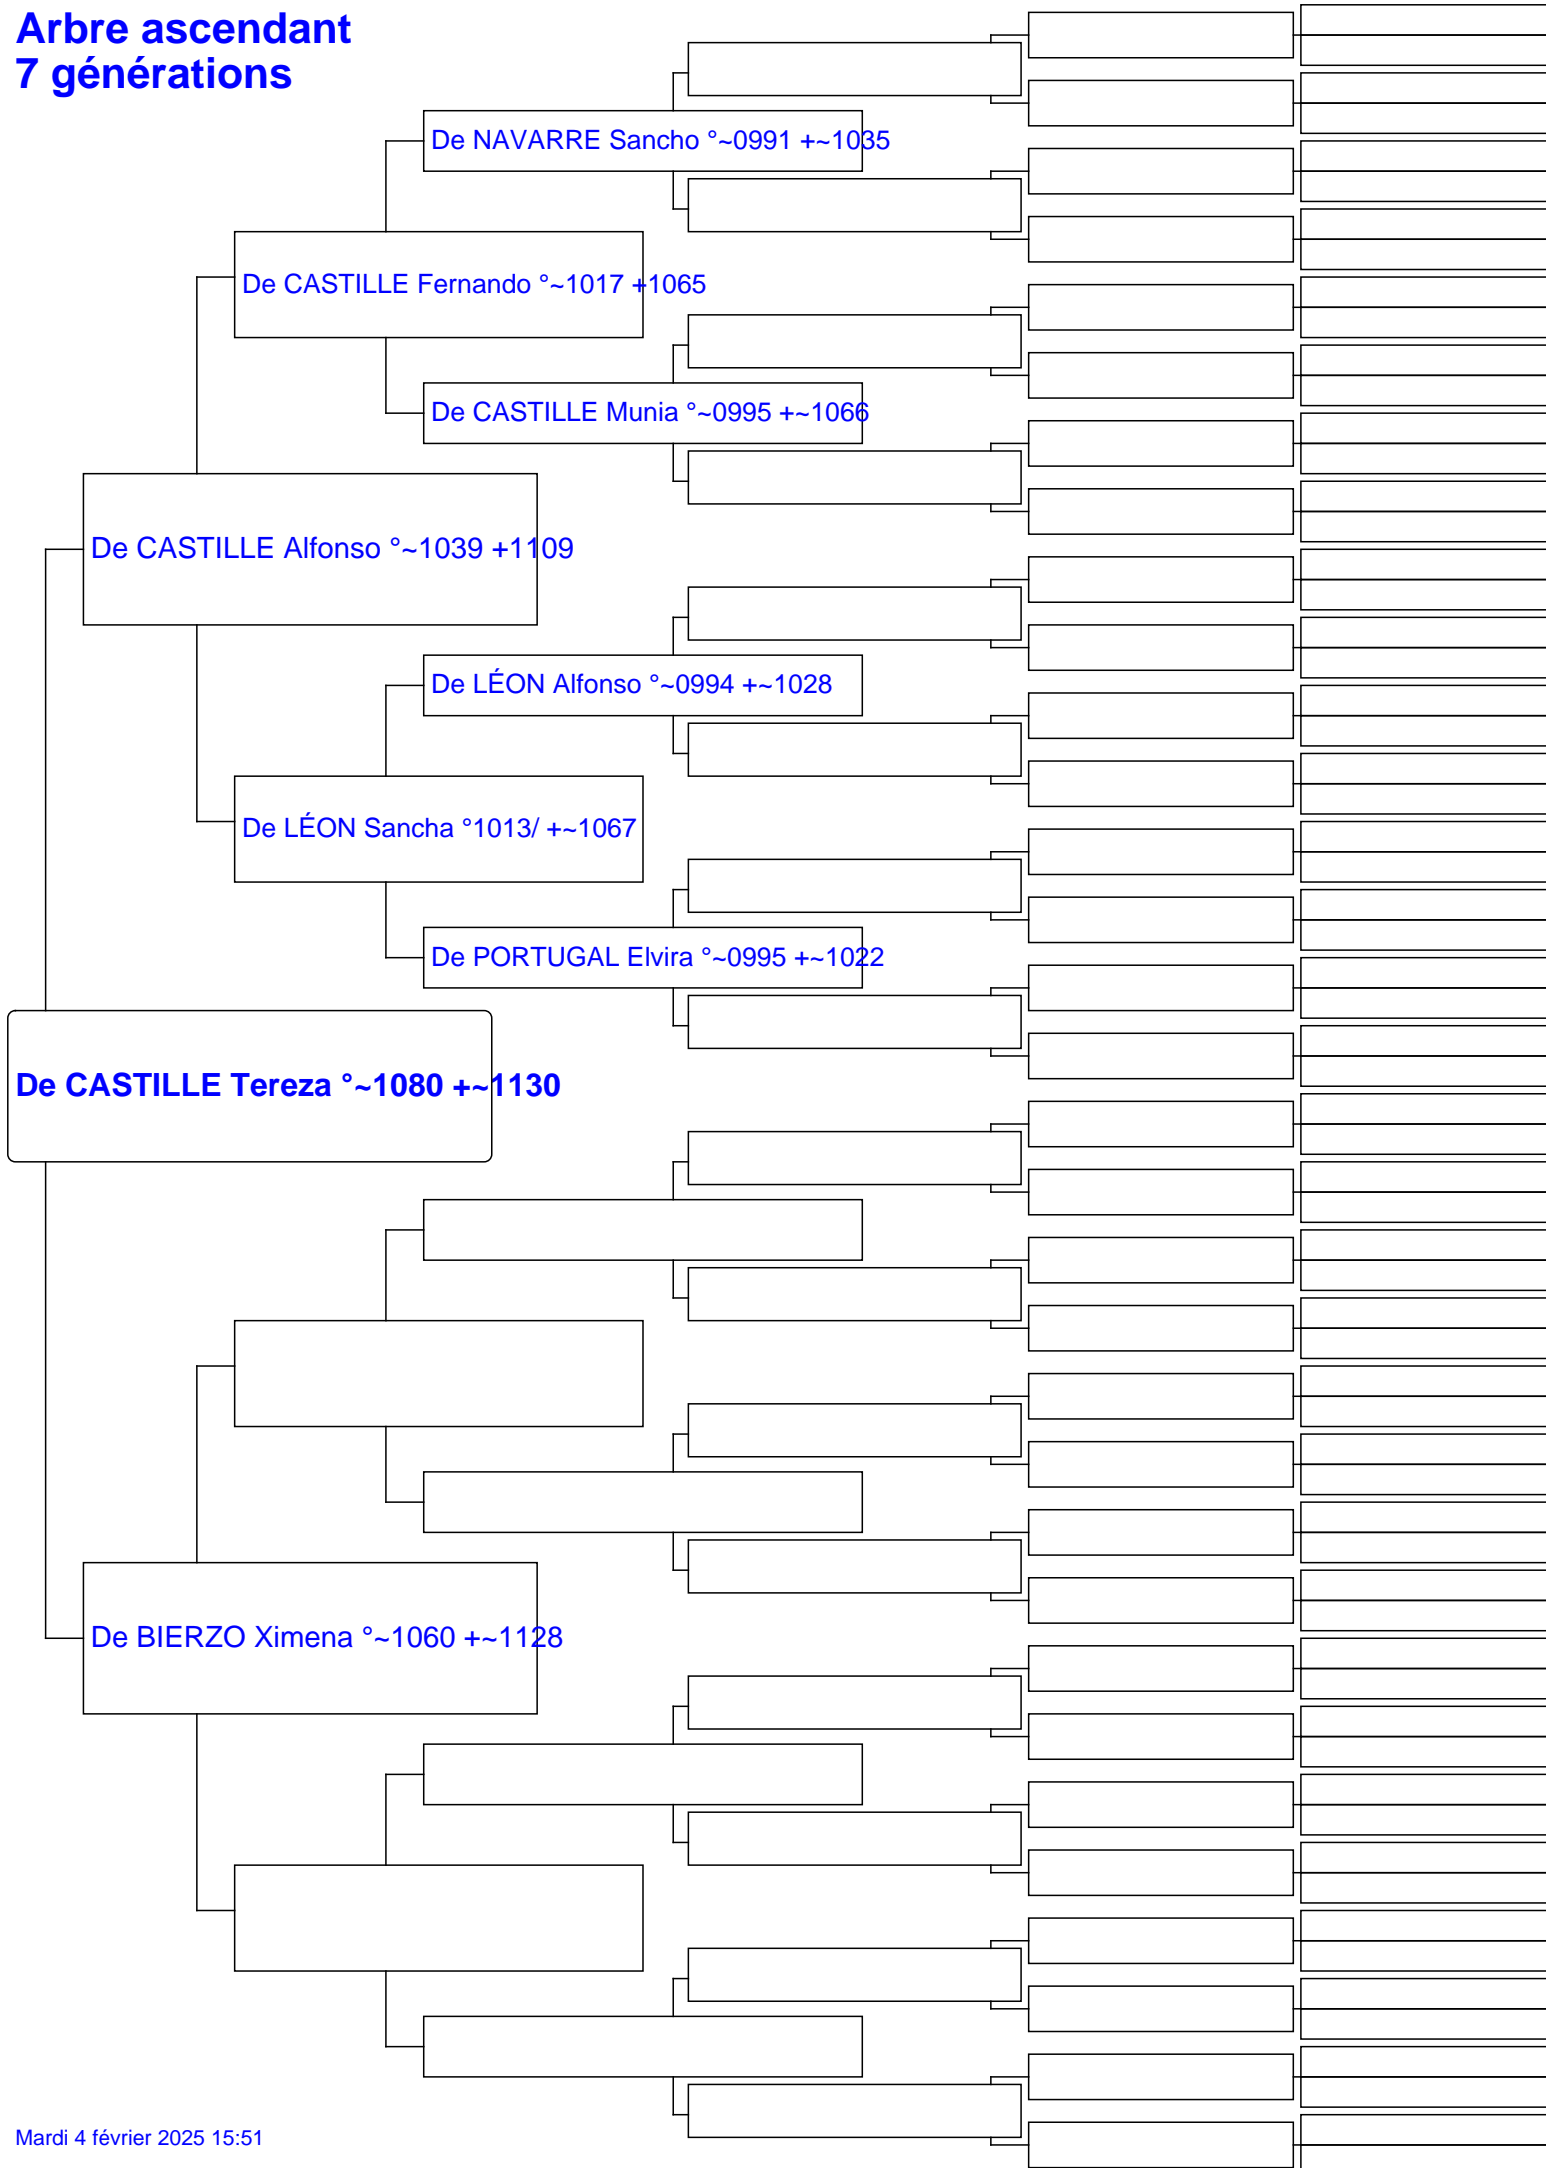 Arbre ascendant
7 générations
De NAVARRE Sancho °~0991 +~1035
De CASTILLE Fernando °~1017 +1065
De CASTILLE Munia °~0995 +~1066
De CASTILLE Alfonso °~1039 +1109
De LÉON Alfonso °~0994 +~1028
De LÉON Sancha °1013/ +~1067
De PORTUGAL Elvira °~0995 +~1022
De CASTILLE Tereza °~1080 +~1130
De BIERZO Ximena °~1060 +~1128
Mardi 4 février 2025 15:51